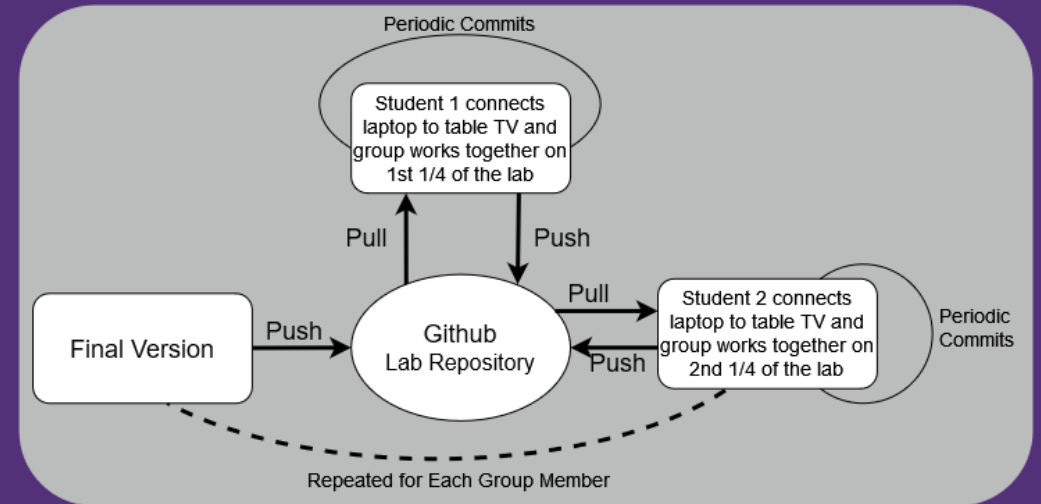 Periodic Commits
Student 1 connects
laptop to table TV and
group works together on
1st 1/4 of the lab
Pull
Push
Github
Lab Repository
Pull
Push
Student 2 connects
laptop to table TV and
group works together on
2nd 1/4 of the lab
Periodic
Commits
Final Version
Push
Repeated for Each Group Member